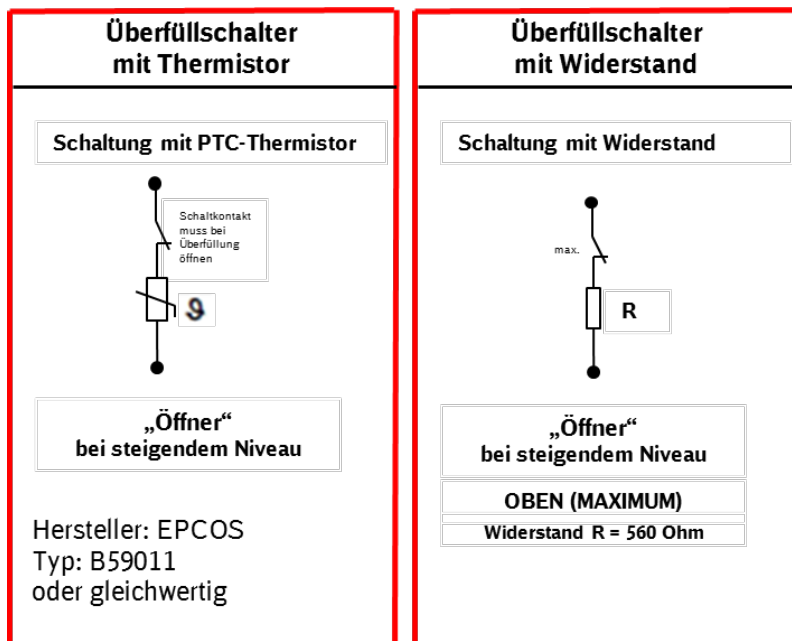 Überfüllschalter
mit Thermistor
Schaltung mit PTC-Thermistor
Schaltkontakt
muss bei
Überfüllung
öffnen
ϑ
„Öffner“
bei steigendem Niveau
Hersteller: EPCOS
Typ: B59011
oder gleichwertig
Überfüllschalter
mit Widerstand
Schaltung mit Widerstand
max.
R
„Öffner“
bei steigendem Niveau
OBEN (MAXIMUM)
Widerstand R = 560 Ohm